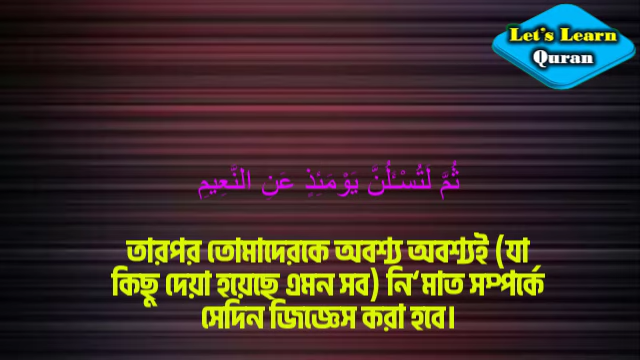 Let's Learn
Quran
ثُمَّ لَتُسْـَٔلُنَّ يَوْمَئِذٍ عَنِ النَّعِيمِ
তারপর তোমাদেরকে অবশ্য অবশ্যই (যা
কিছু দেয়া হয়েছে এমন সব) নি‘মাত সম্পর্কে
সেদিন জিজ্ঞেস করা হবে।